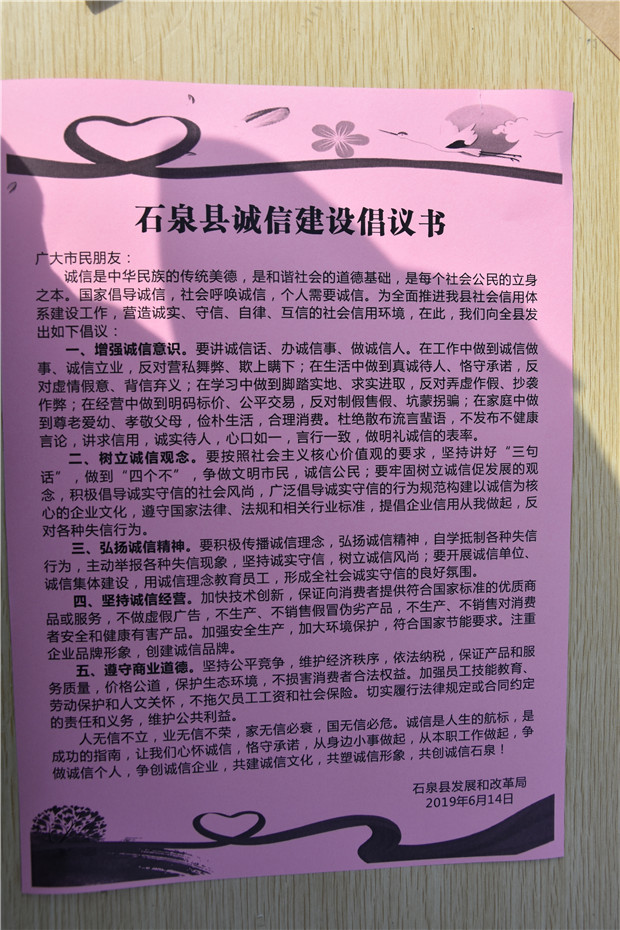 石泉县诚信建设倡议书
广大市民朋友：
诚信是中华民族的传统美德，是和谐社会的道德基础，是每个社会公民的立身
之本。国家倡导诚信，社会呼唤诚信，个人需要诚信。为全面推进我县社会信用体
系建设工作，营造诚实、守信、自律、互信的社会信用环境，在此，我们向全县发
出如下倡议：
一、增强诚信意识。要讲诚信话、办诚信事、做诚信人。在工作中做到诚信做
事、诚信立业，反对营私舞弊、欺上瞒下；在生活中做到真诚待人、恪守承诺，反
对虚情假意、背信弃义；在学习中做到脚踏实地、求实进取，反对弄虚作假、抄袭
作弊；在经营中做到明码标价、公平交易，反对制假售假、坑蒙拐骗；在家庭中做
到尊老爱幼、孝敬父母，俭朴生活，合理消费。杜绝散布流言蜚语，不发布不健康
言论，讲求信用，诚实待人，心口如一，言行一致，做明礼诚信的表率。
二、树立诚信观念。要按照社会主义核心价值观的要求，坚持讲好“三句
话”，做到“四个不”，争做文明市民，诚信公民；要牢固树立诚信促发展的观
念，积极倡导诚实守信的社会风尚，广泛倡导诚实守信的行为规范构建以诚信为核
心的企业文化，遵守国家法律、法规和相关行业标准，提倡企业信用从我做起，反
对各种失信行为。
三、弘扬诚信精神。要积极传播诚信理念，弘扬诚信精神，自学抵制各种失信
行为，主动举报各种失信现象，坚持诚实守信，树立诚信风尚；要开展诚信单位、
诚信集体建设，用诚信理念教育员工，形成全社会诚实守信的良好氛围。
四、坚持诚信经营。加快技术创新，保证向消费者提供符合国家标准的优质商
品或服务，不做虚假广告，不生产、不销售假冒伪劣产品，不生产、不销售对消费
者安全和健康有害产品。加强安全生产，加大环境保护，符合国家节能要求。注重
企业品牌形象，创建诚信品牌。
五、遵守商业道德。坚持公平竞争，维护经济秩序，依法纳税，保证产品和服
务质量，价格公道，保护生态环境，不损害消费者合法权益。加强员工技能教育、
劳动保护和人文关怀，不拖欠员工工资和社会保险。切实履行法律规定或合同约定
的责任和义务，维护公共利益。
人无信不立，业无信不荣，家无信必衰，国无信必危。诚信是人生的航标，是
成功的指南，让我们心怀诚信，恪守承诺，从身边小事做起，从本职工作做起，争
做诚信个人，争创诚信企业，共建诚信文化，共塑诚信形象，共创诚信石泉！
石泉县发展和改革局
2019年6月14日